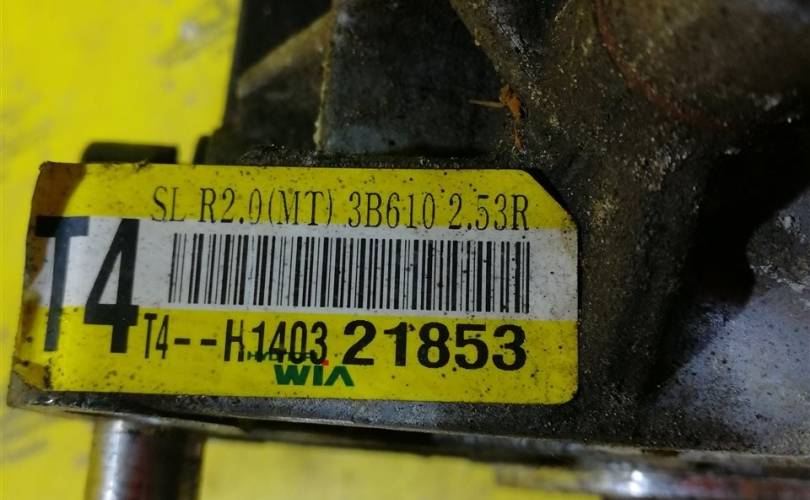 SL R2.0(MT) 3B610 2.53R
T4
T4--H1403 21853
WIA